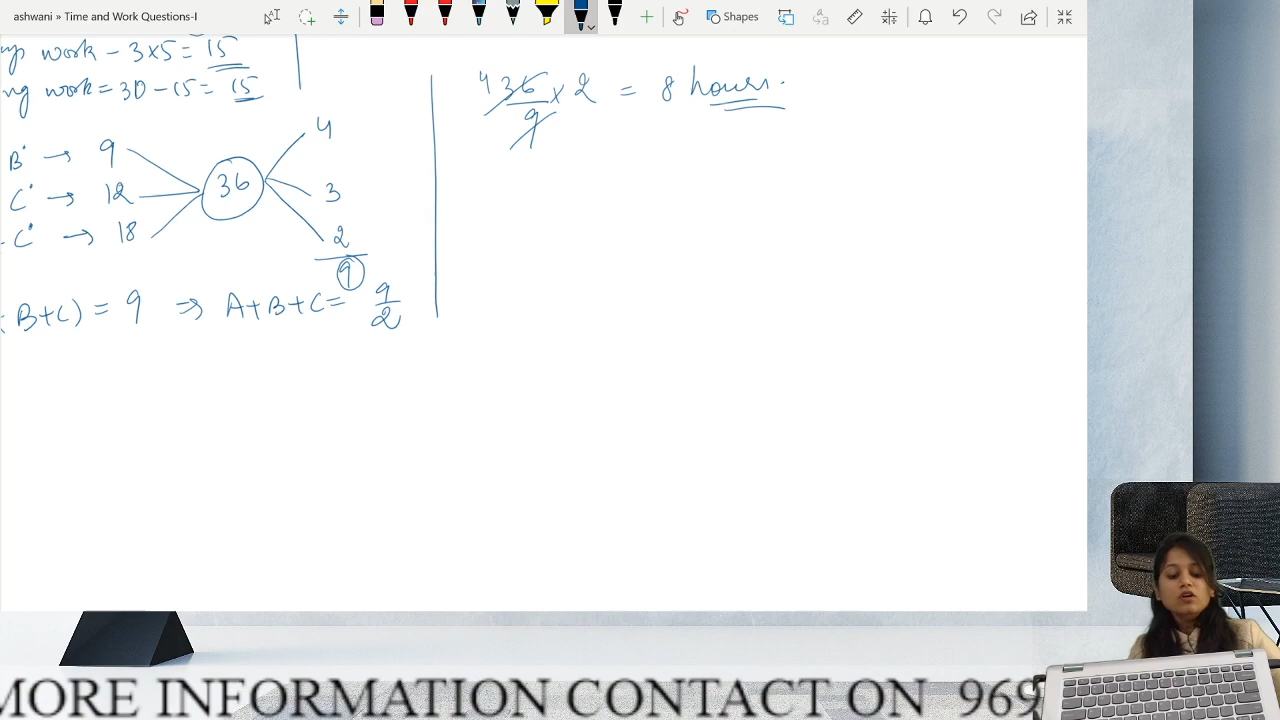 ashwani » Time and Work Questions-I
Shapes
work - 3×5 = 15
ng work = 30 - 15 = 15
B → 9
C → 12
C → 18
36
4
3
2
9
B+C) = 9 ⇒ A+B+C = 9/2
4 36/9 × 2 = 8 hours.
MORE INFORMATION CONTACT ON 969